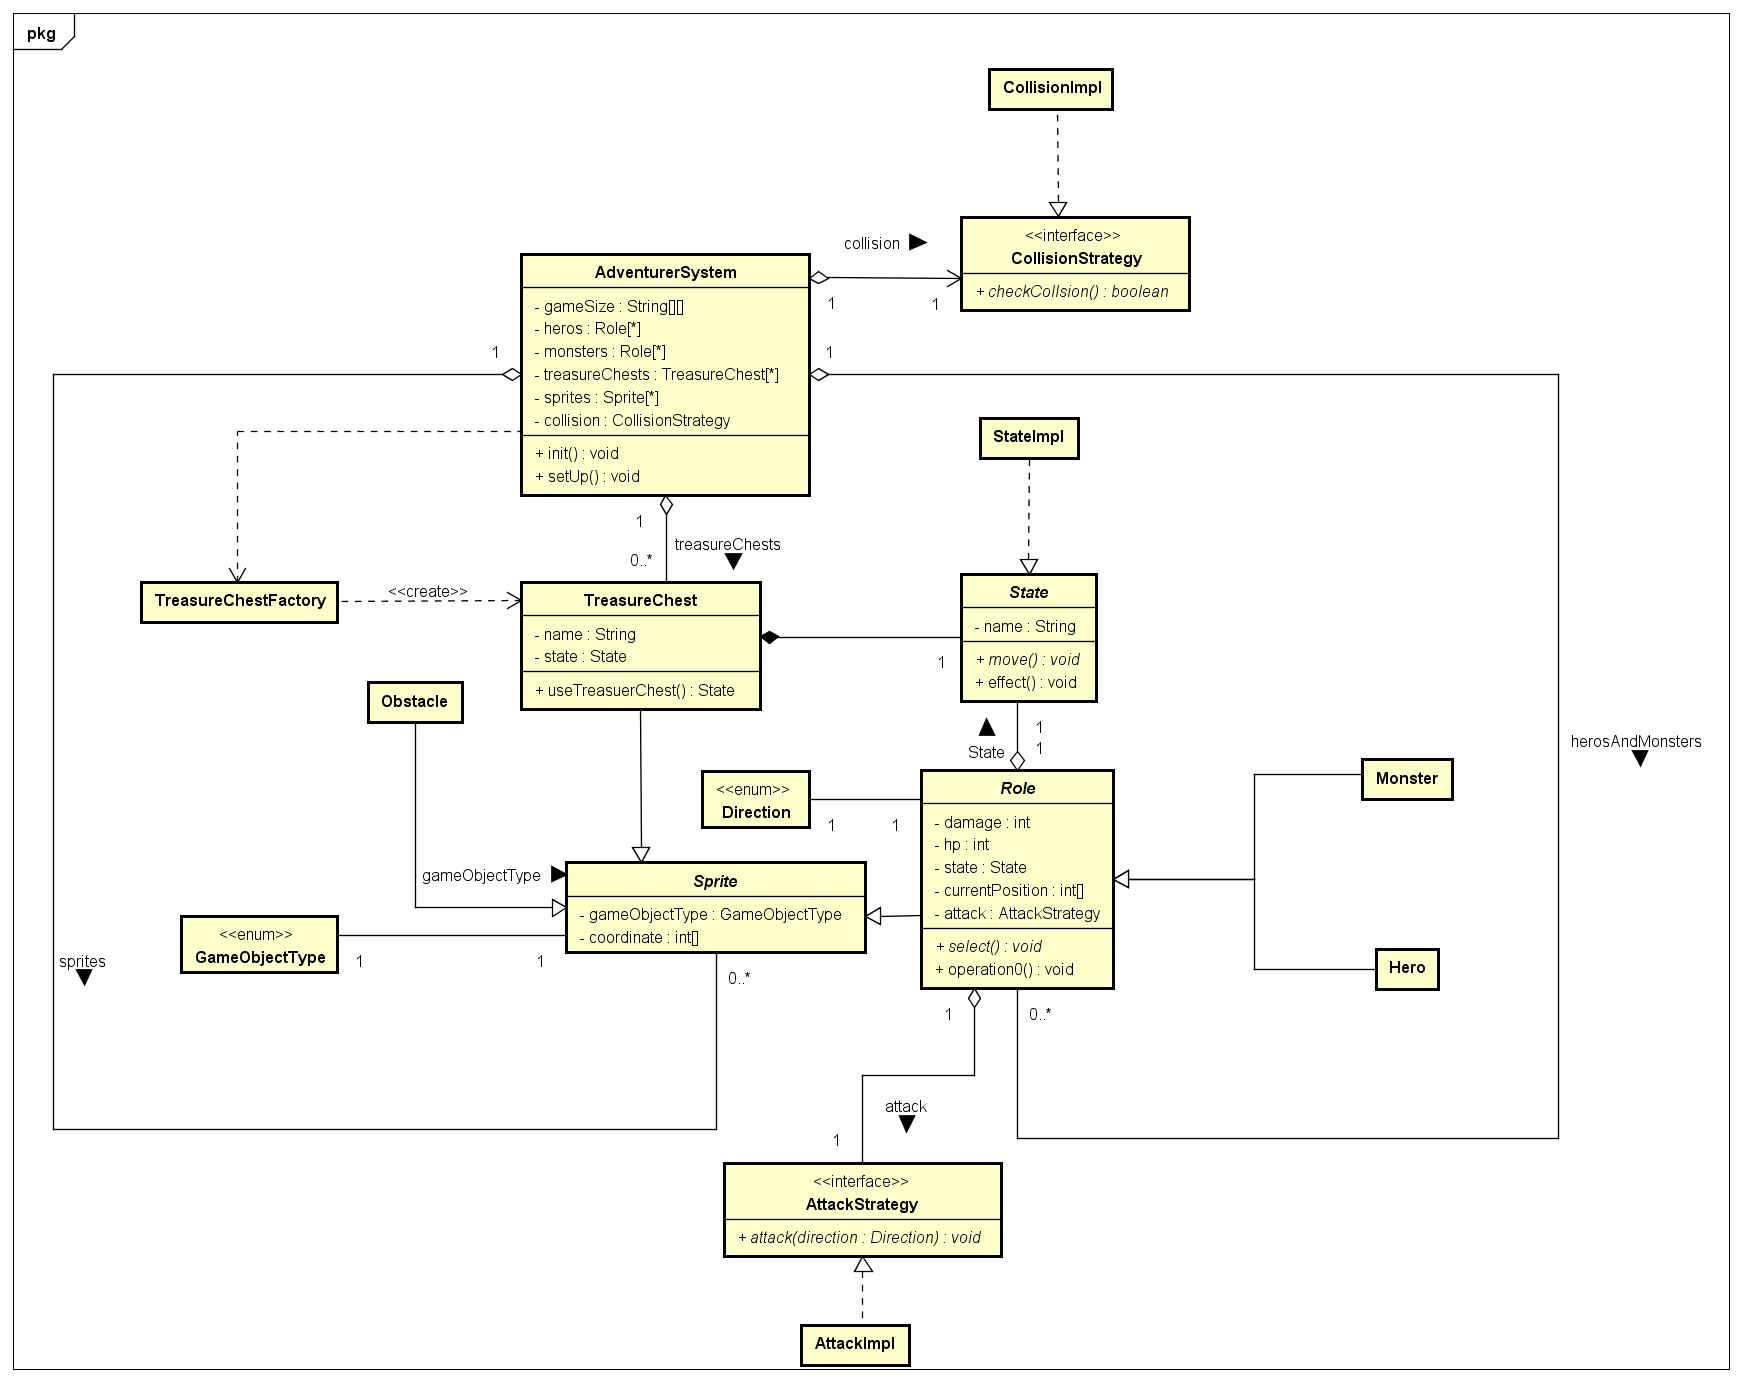 pkg
CollisionImpl
<<interface>>
CollisionStrategy
+ checkCollsion() : boolean
collision
1
1
AdventurerSystem
- gameSize : String[][]
- heros : Role[*]
- monsters : Role[*]
- treasureChests : TreasureChest[*]
- sprites : Sprite[*]
- collision : CollisionStrategy
+ init() : void
+ setUp() : void
1
1
StateImpl
1
0..*
treasureChests
TreasureChestFactory
<<create>>
TreasureChest
- name : String
- state : State
+ useTreasuerChest() : State
1
State
- name : String
+ move() : void
+ effect() : void
Obstacle
State
1
1
herosAndMonsters
<<enum>>
Direction
1
1
Role
- damage : int
- hp : int
- state : State
- currentPosition : int[]
- attack : AttackStrategy
+ select() : void
+ operation0() : void
Monster
Hero
gameObjectType
Sprite
- gameObjectType : GameObjectType
- coordinate : int[]
<<enum>>
GameObjectType
1
1
sprites
0..*
1
0..*
attack
1
<<interface>>
AttackStrategy
+ attack(direction : Direction) : void
AttackImpl